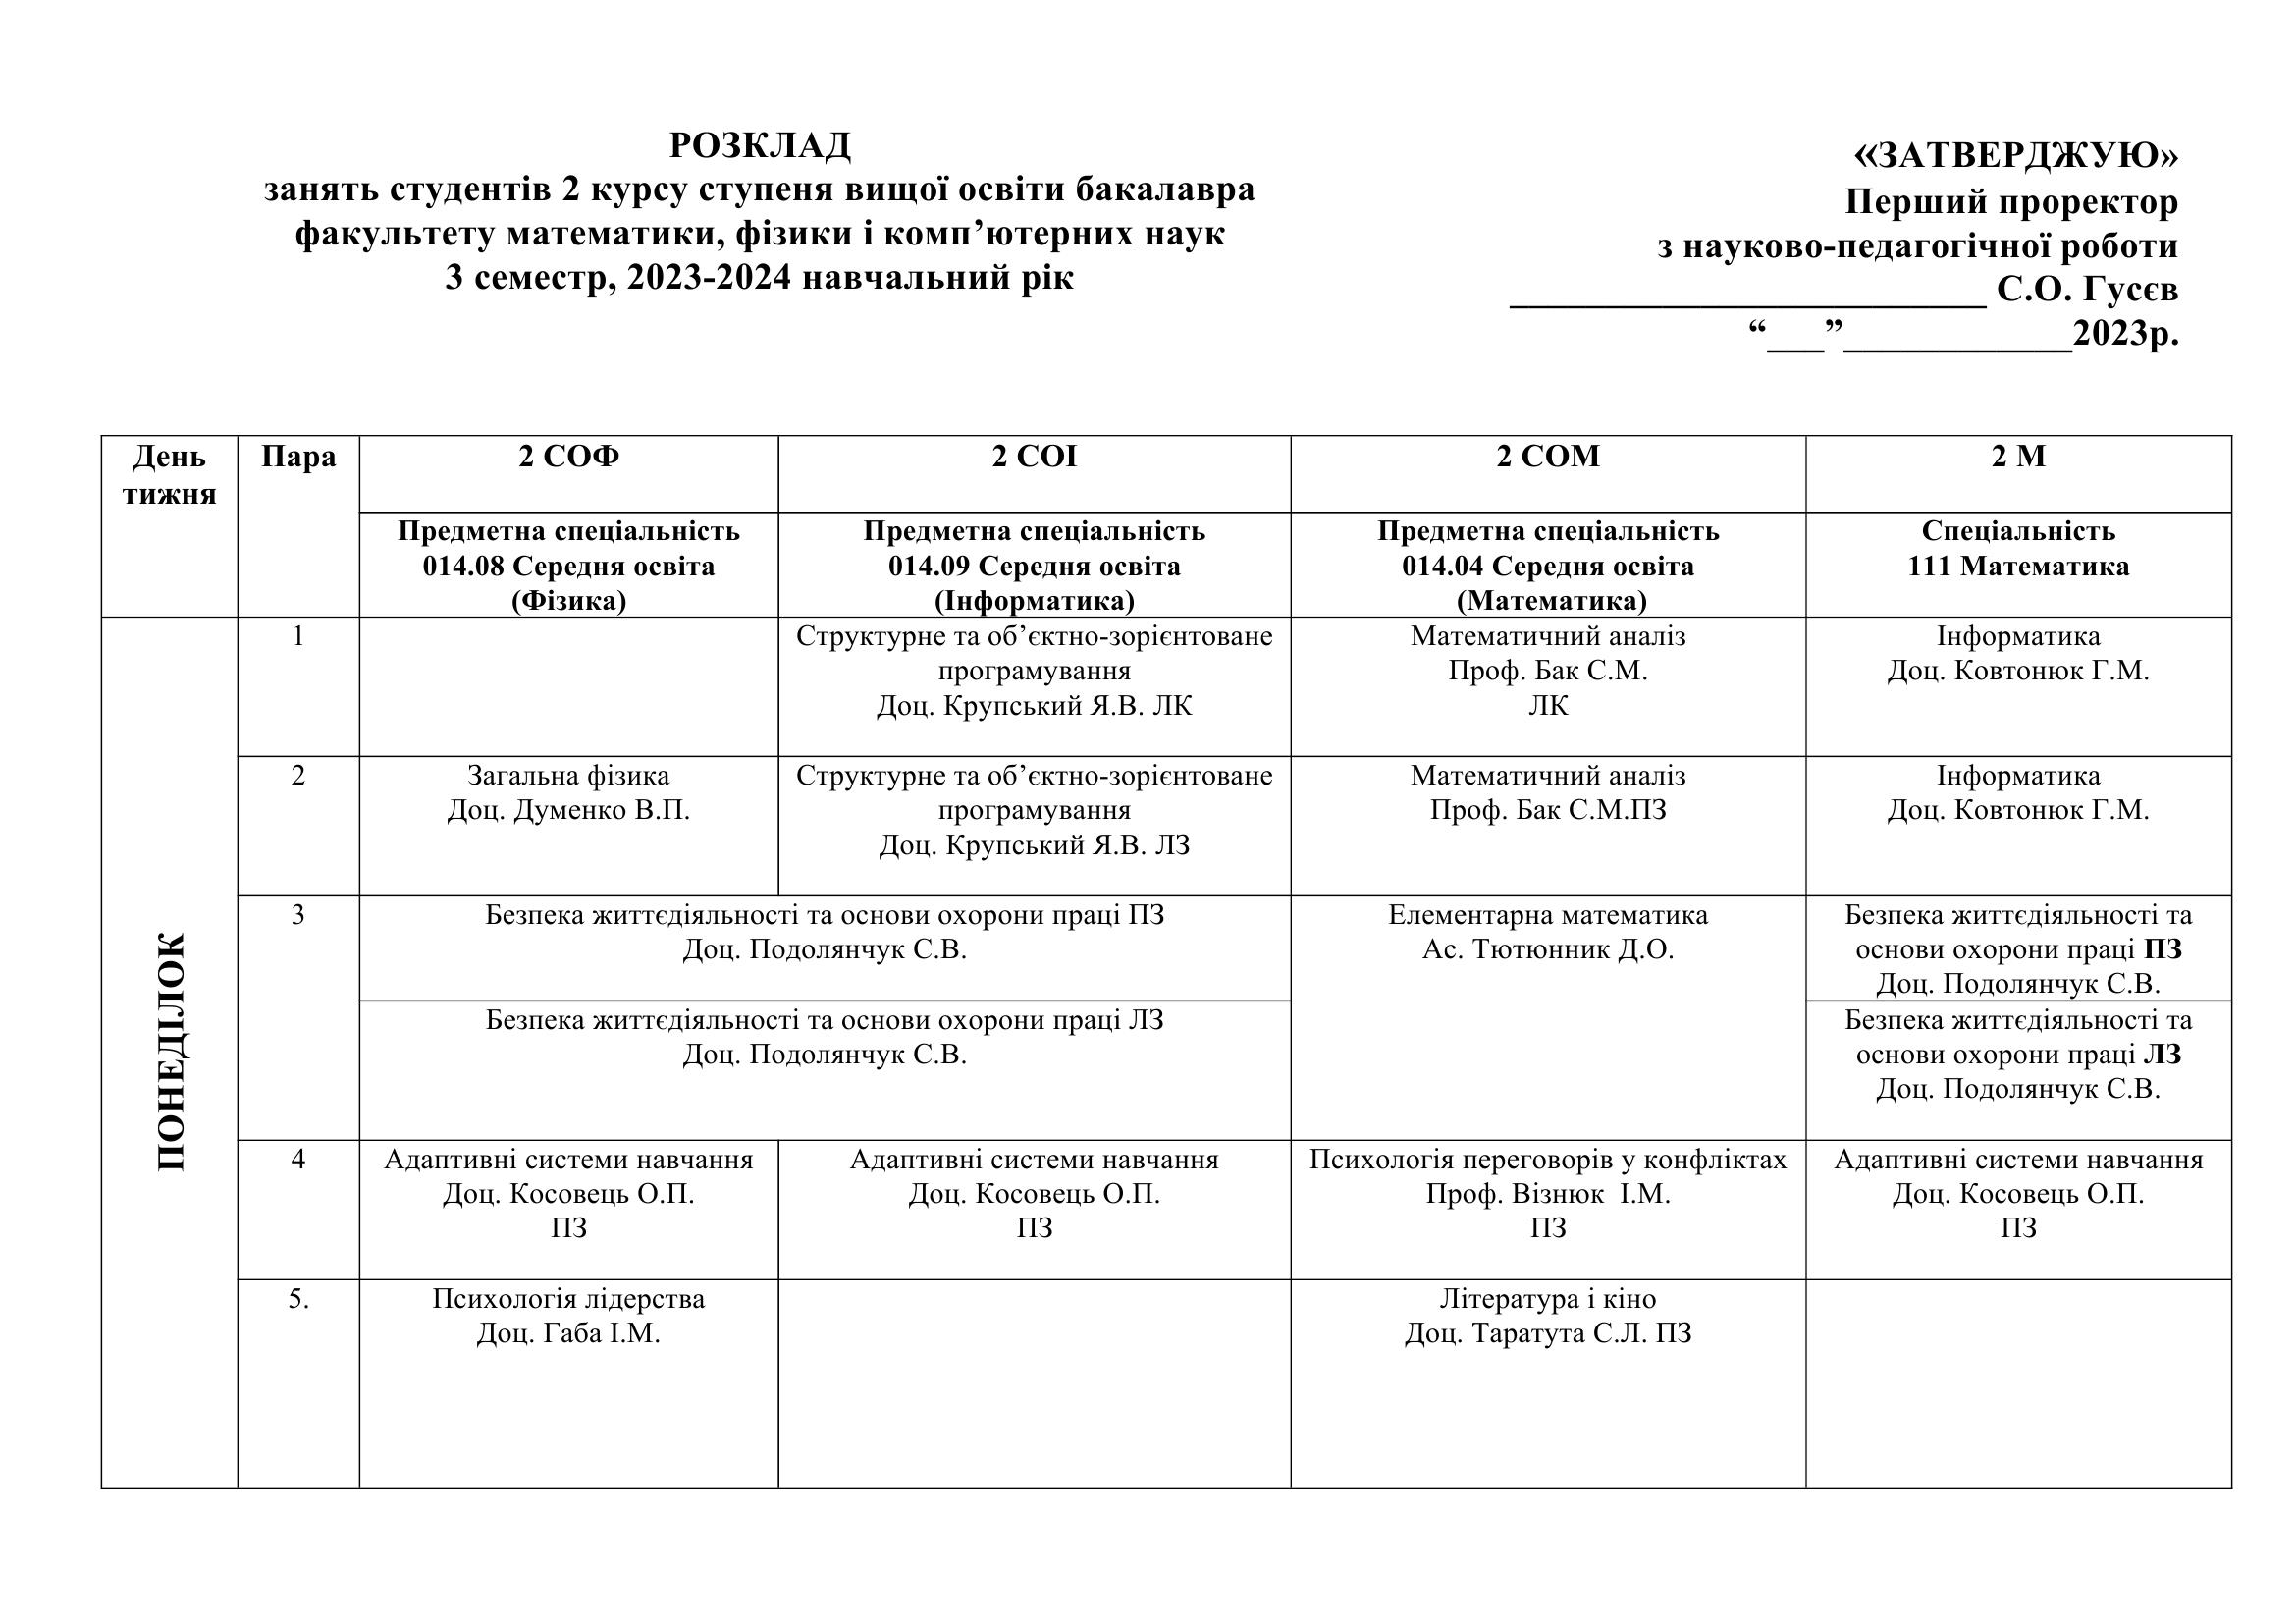 РОЗКЛАД
занять студентів 2 курсу ступеня вищої освіти бакалавра
факультету математики, фізики і комп’ютерних наук
3 семестр, 2023-2024 навчальний рік
«ЗАТВЕРДЖУЮ»
Перший проректор
з науково-педагогічної роботи
_________________________ С.О. Гусєв
“___”____________2023р.
День
тижня
Пара
2 СОФ
2 СОІ
2 СОМ
2 М
Предметна спеціальність
014.08 Середня освіта
(Фізика)
Предметна спеціальність
014.09 Середня освіта
(Інформатика)
Предметна спеціальність
014.04 Середня освіта
(Математика)
Спеціальність
111 Математика
ПОНЕДІЛОК
1
Структурне та об’єктно-зорієнтоване
програмування
Доц. Крупський Я.В. ЛК
Математичний аналіз
Проф. Бак С.М.
ЛК
Інформатика
Доц. Ковтонюк Г.М.
2
Загальна фізика
Доц. Думенко В.П.
Структурне та об’єктно-зорієнтоване
програмування
Доц. Крупський Я.В. ЛЗ
Математичний аналіз
Проф. Бак С.М.ПЗ
Інформатика
Доц. Ковтонюк Г.М.
3
Безпека життєдіяльності та основи охорони праці ПЗ
Доц. Подолянчук С.В.
Елементарна математика
Ас. Тютюнник Д.О.
Безпека життєдіяльності та
основи охорони праці ПЗ
Доц. Подолянчук С.В.
Безпека життєдіяльності та основи охорони праці ЛЗ
Доц. Подолянчук С.В.
Безпека життєдіяльності та
основи охорони праці ЛЗ
Доц. Подолянчук С.В.
4
Адаптивні системи навчання
Доц. Косовець О.П.
ПЗ
Адаптивні системи навчання
Доц. Косовець О.П.
ПЗ
Психологія переговорів у конфліктах
Проф. Візнюк  І.М.
ПЗ
Адаптивні системи навчання
Доц. Косовець О.П.
ПЗ
5.
Психологія лідерства
Доц. Габа І.М.
Література і кіно
Доц. Таратута С.Л. ПЗ